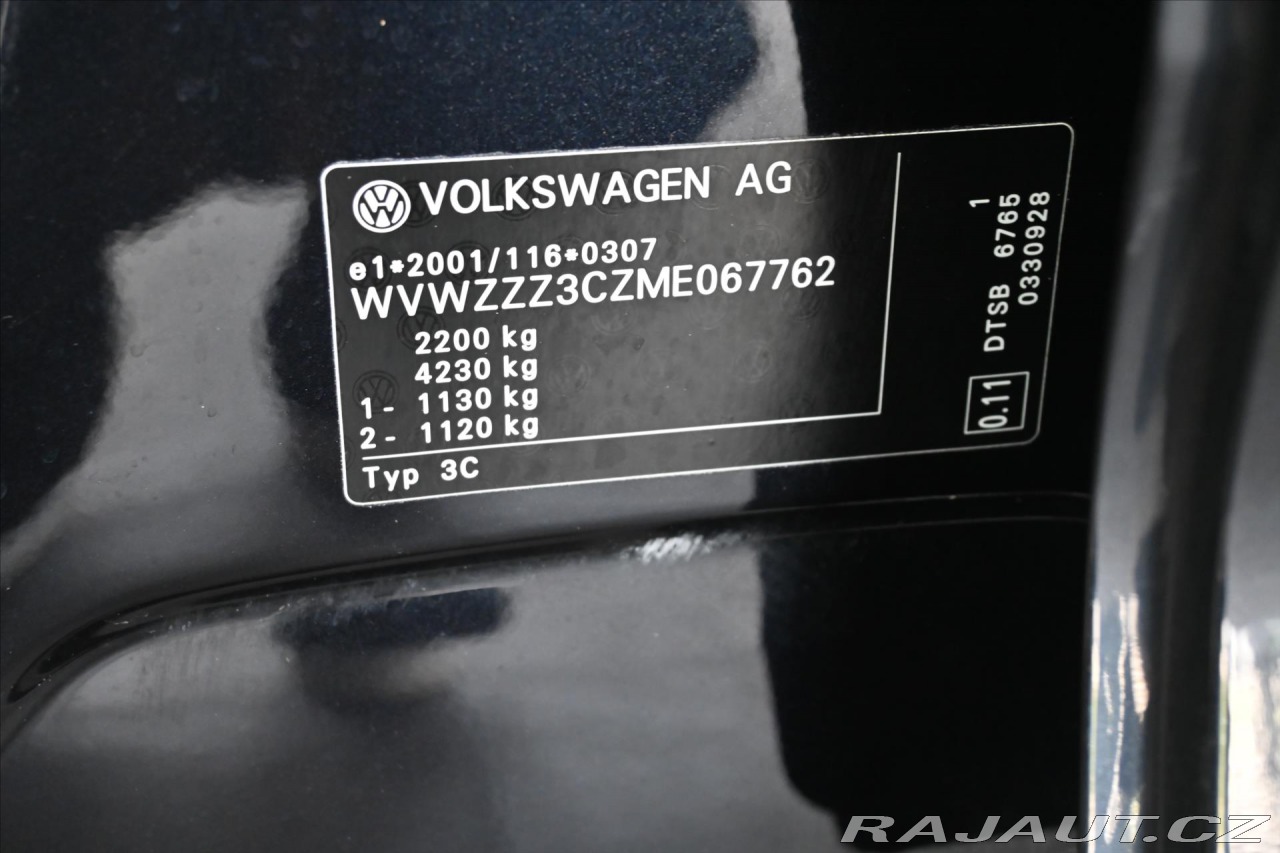 VOLKSWAGEN AG
e1*2001/116*0307
WVWZZZ3CZME067762
2200 kg
4230 kg
1- 1130 kg
2- 1120 kg
Typ 3C
1
DTSB 6765
0330928
0.11
RAJAUT.CZ